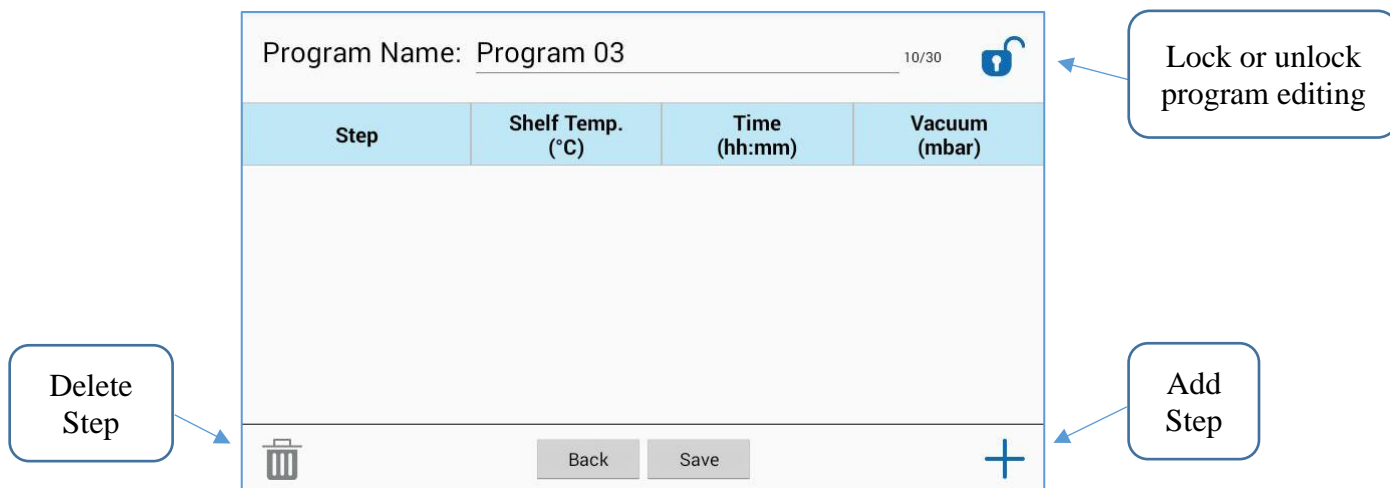 Program Name: Program 03 10/30
Lock or unlock
program editing
Step
Shelf Temp.
(°C)
Time
(hh:mm)
Vacuum
(mbar)
Delete
Step
Add
Step
Back
Save